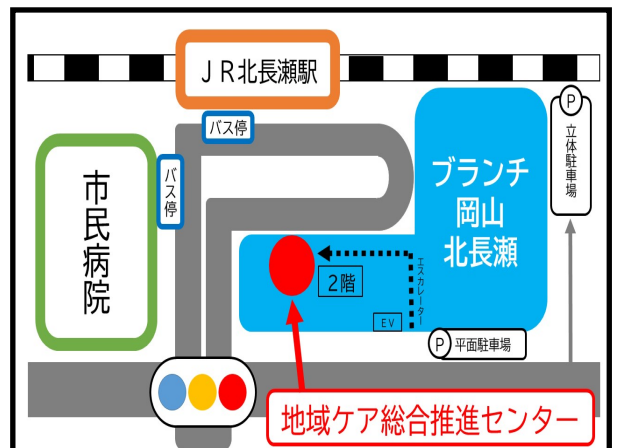 JR北長瀬駅
バス停
バス停
市民病院
ブランチ
岡山
北長瀬
P
立体駐車場
2階
エスカレーター
EV
P 平面駐車場
地域ケア総合推進センター